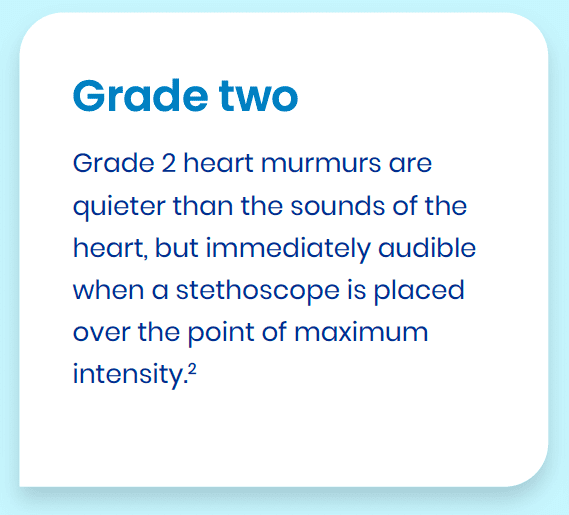 Grade two
Grade 2 heart murmurs are
quieter than the sounds of the
heart, but immediately audible
when a stethoscope is placed
over the point of maximum
intensity.²